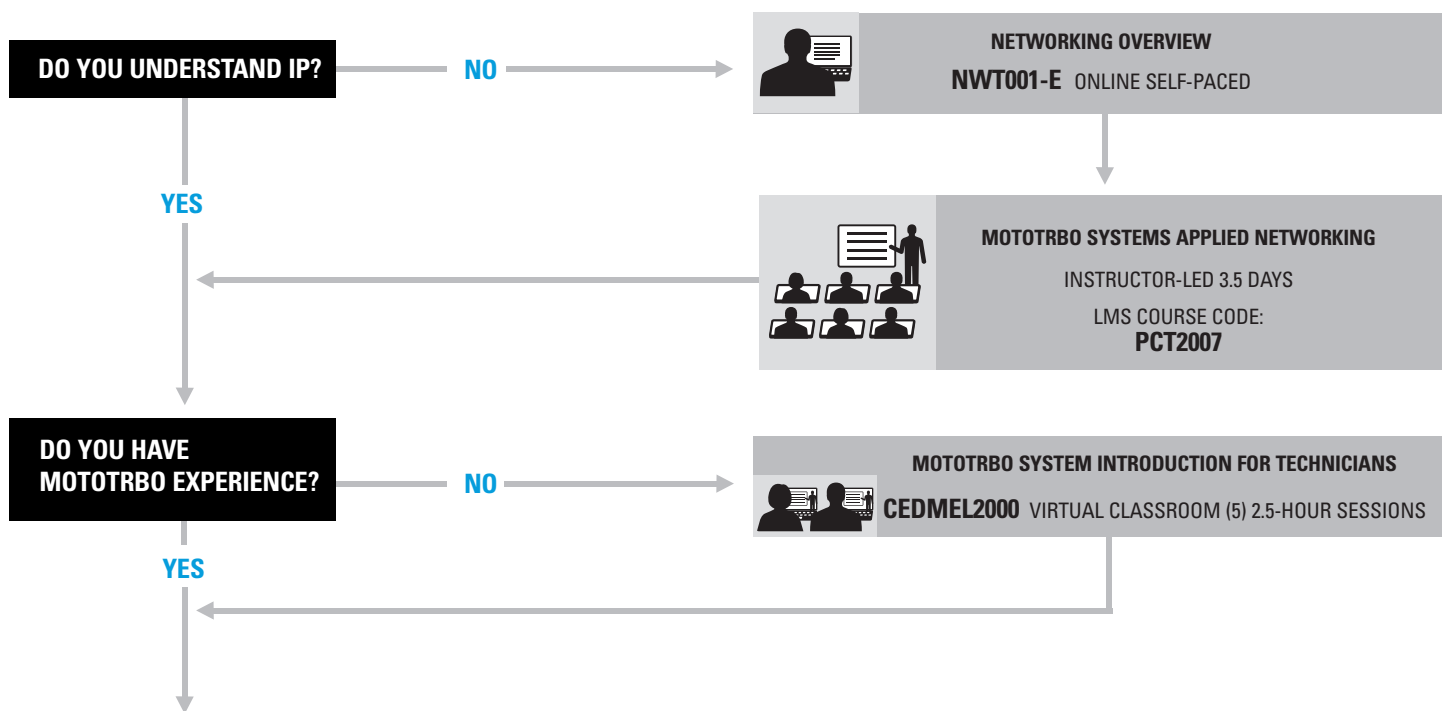 DO YOU UNDERSTAND IP?
NO
NETWORKING OVERVIEW
NWT001-E ONLINE SELF-PACED
YES
MOTOTRBO SYSTEMS APPLIED NETWORKING
INSTRUCTOR-LED 3.5 DAYS
LMS COURSE CODE:
PCT2007
DO YOU HAVE
MOTOTRBO EXPERIENCE?
NO
MOTOTRBO SYSTEM INTRODUCTION FOR TECHNICIANS
CEDMEL2000 VIRTUAL CLASSROOM (5) 2.5-HOUR SESSIONS
YES